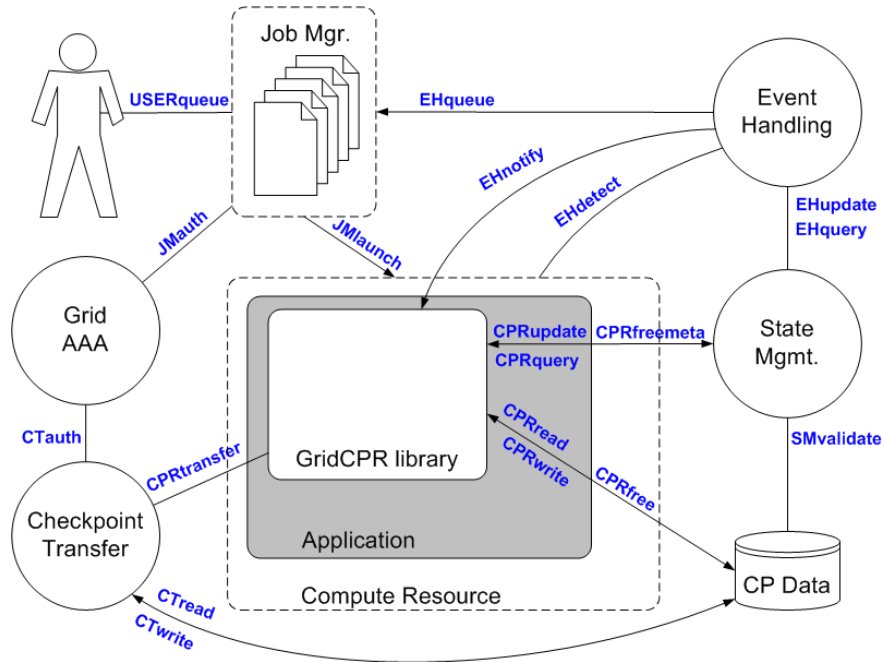 Job Mgr.
USERqueue
EHqueue
Event
Handling
EHnotify
EHdetect
EHupdate
EHquery
JMauth
JMlaunch
Grid
AAA
CPRupdate
CPRfreemeta
CPRquery
State
Mgmt.
CTauth
CPRtransfer
GridCPR library
CPRread
CPRwrite
CPRfree
SMvalidate
Checkpoint
Transfer
Application
Compute Resource
CP Data
CTread
CTwrite